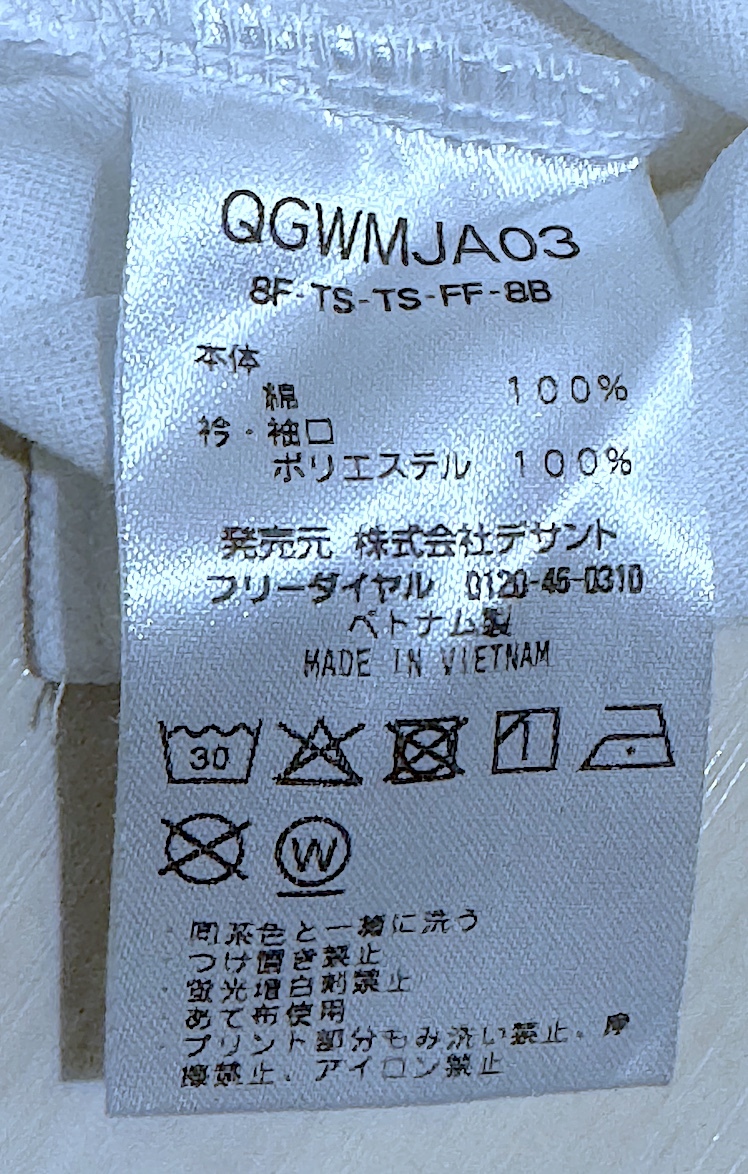 QGWMJA03
8F-TS-TS-FF-8B
本体
綿 100%
衿・袖口
ポリエステル 100%
発売元 株式会社デサント
フリーダイヤル 0120-46-0310
ベトナム製
MADE IN VIETNAM
30
W
同系色と一緒に洗う
つけ置き禁止
蛍光増白剤禁止
あて布使用
プリント部分もみ洗い禁止、摩
擦禁止、アイロン禁止